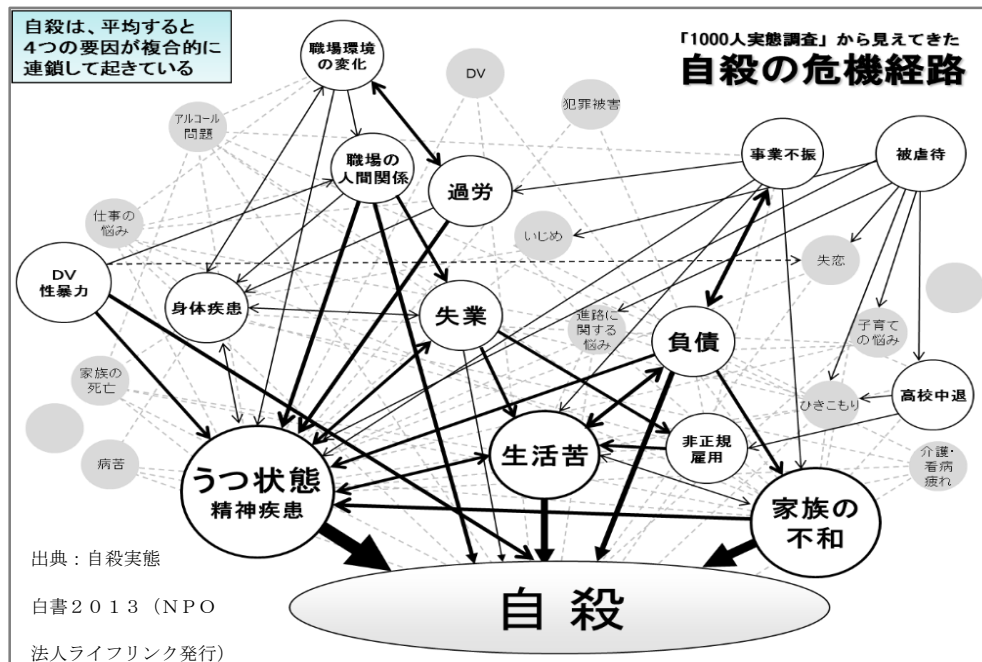 自殺は、平均すると
4つの要因が複合的に
連鎖して起きている
「1000人実態調査」から見えてきた
自殺の危機経路
職場環境
の変化
DV
犯罪被害
アルコール
問題
職場の
人間関係
過労
事業不振
被虐待
仕事の
悩み
いじめ
失恋
DV
性暴力
身体疾患
失業
進路に
関する
悩み
負債
子育て
の悩み
家族の
死亡
ひきこもり
高校中退
病苦
うつ状態
精神疾患
生活苦
非正規
雇用
介護・
看病
疲れ
家族の
不和
自殺
出典：自殺実態
白書２０１３（ＮＰＯ
法人ライフリンク発行）